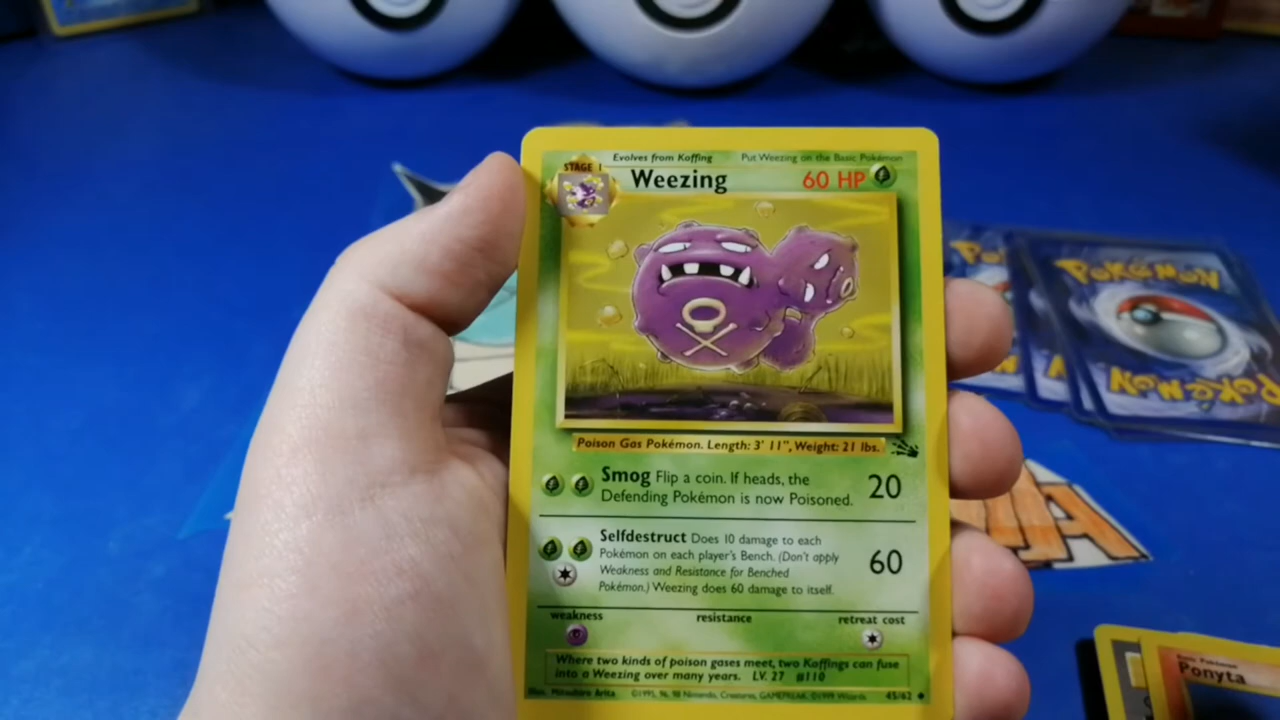 Evolves from Koffing
Put Weezing on the Basic Pokémon
STAGE 1
Weezing
60 HP
Poison Gas Pokémon. Length: 3' 11", Weight: 21 lbs.
Smog Flip a coin. If heads, the
Defending Pokémon is now Poisoned.
20
Selfdestruct Does 10 damage to each
Pokémon on each player's Bench. (Don't apply
Weakness and Resistance for Benched
Pokémon.) Weezing does 60 damage to itself.
60
weakness
resistance
retreat cost
Where two kinds of poison gases meet, two Koffings can fuse
into a Weezing over many years. LV. 27 #110
Illus. Mitsuhiro Arita
©1995, 96, 98 Nintendo, Creatures, GAMEFREAK. ©1999 Wizards
45/62
POKéMON
POKéMON
Basic Pokémon
Ponyta